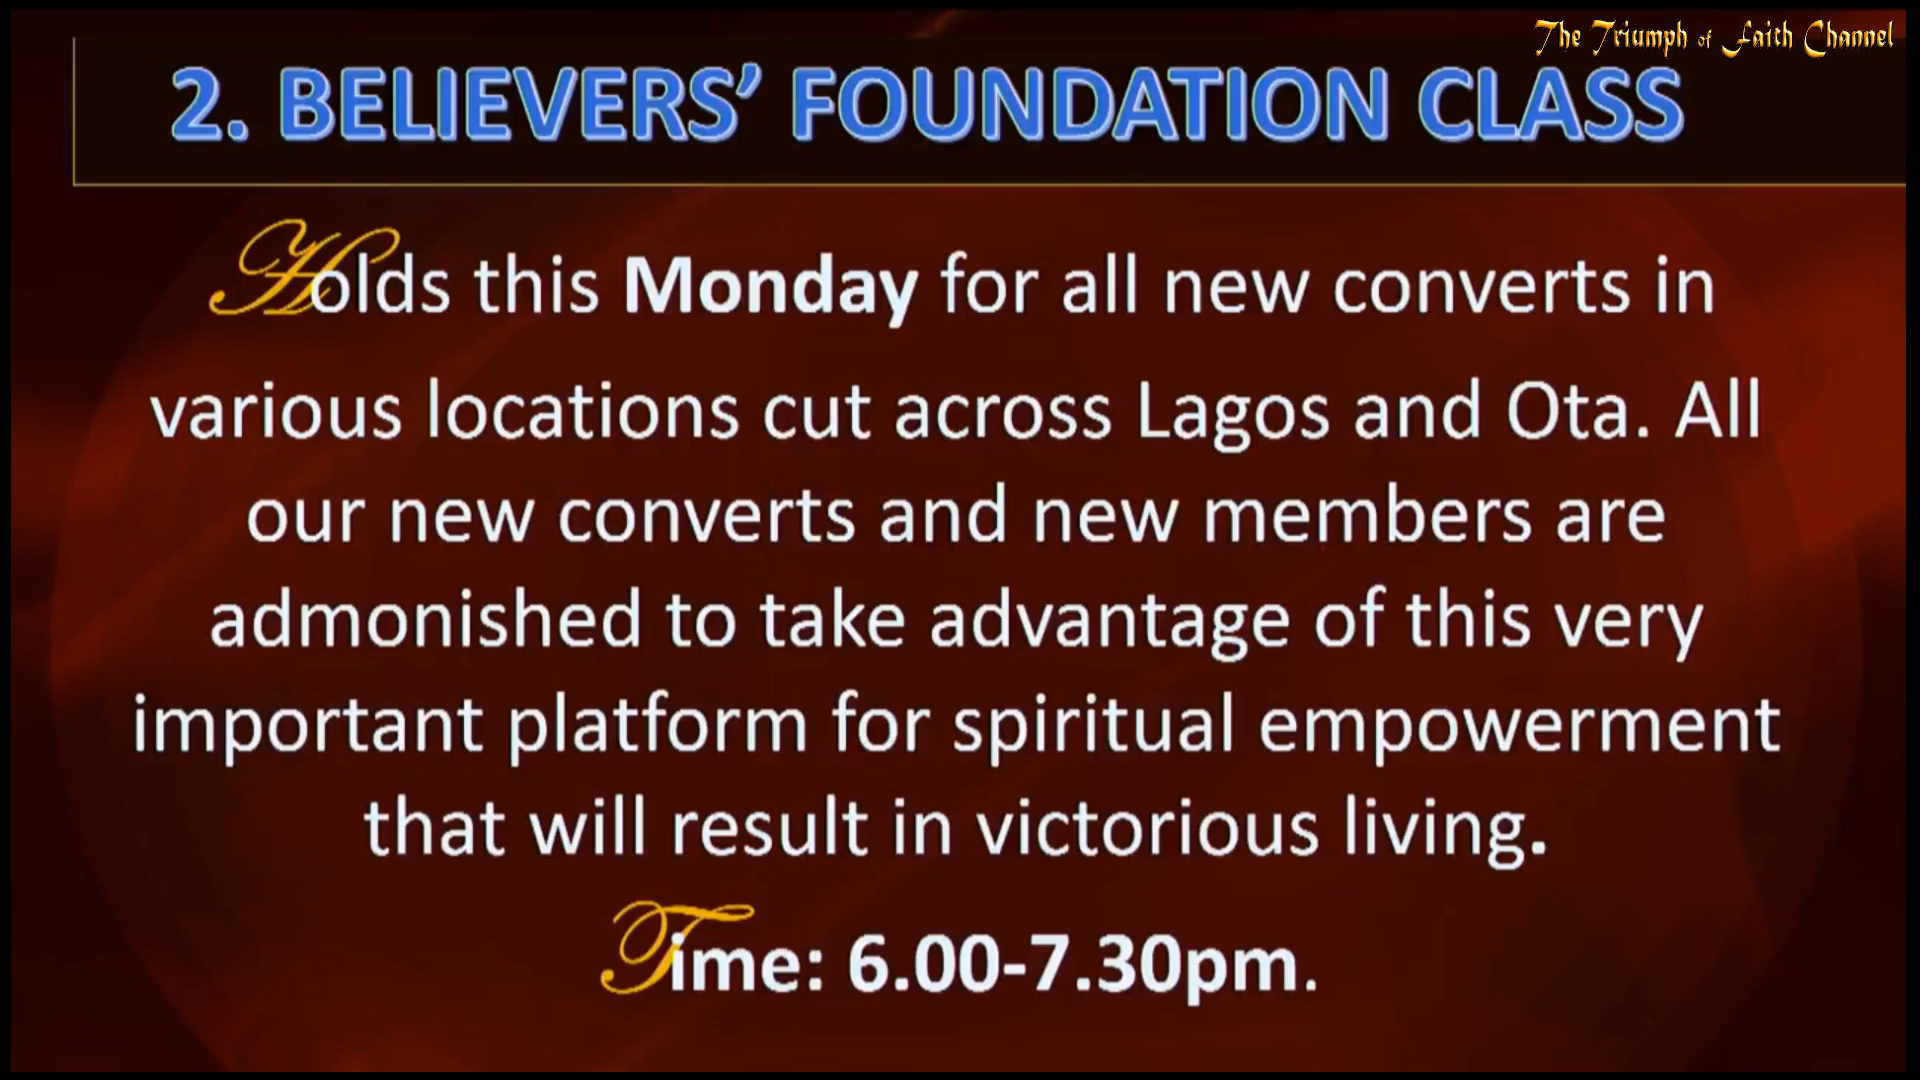 The Triumph of Faith Channel
2. BELIEVERS’ FOUNDATION CLASS
Holds this Monday for all new converts in
various locations cut across Lagos and Ota. All
our new converts and new members are
admonished to take advantage of this very
important platform for spiritual empowerment
that will result in victorious living.
Time: 6.00-7.30pm.